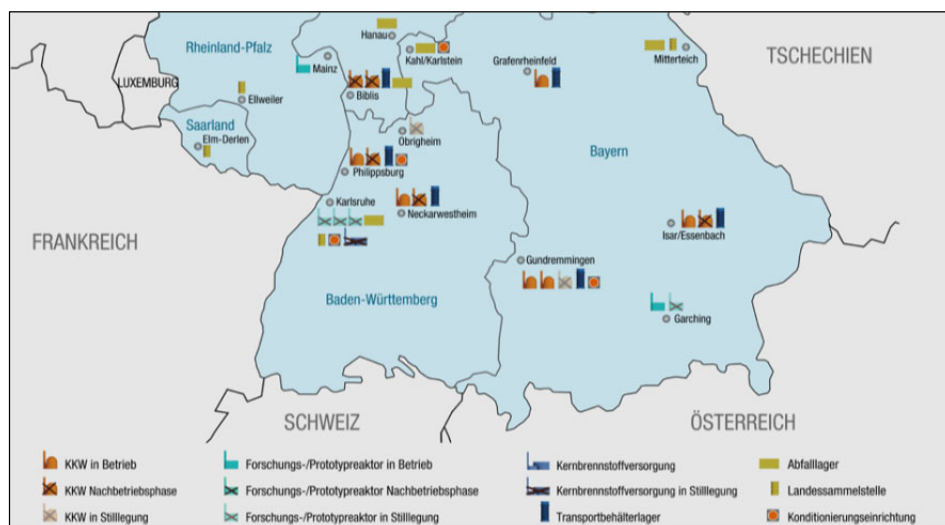 Hanau
Rheinland-Pfalz
TSCHECHIEN
Kahl/Karlstein
Grafenrheinfeld
Mitterteich
Mainz
LUXEMBURG
Biblis
Ellweiler
Saarland
Elm-Derlen
Obrigheim
Bayern
Philippsburg
Karlsruhe
Neckarwestheim
Isar/Essenbach
FRANKREICH
Gundremmingen
Baden-Württemberg
Garching
SCHWEIZ
ÖSTERREICH
KKW in Betrieb
Forschungs-/Prototypreaktor in Betrieb
Kernbrennstoffversorgung
Abfalllager
KKW Nachbetriebsphase
Forschungs-/Prototypreaktor Nachbetriebsphase
Kernbrennstoffversorgung in Stilllegung
Landessammelstelle
KKW in Stilllegung
Forschungs-/Prototypreaktor in Stilllegung
Transportbehälterlager
Konditionierungseinrichtung